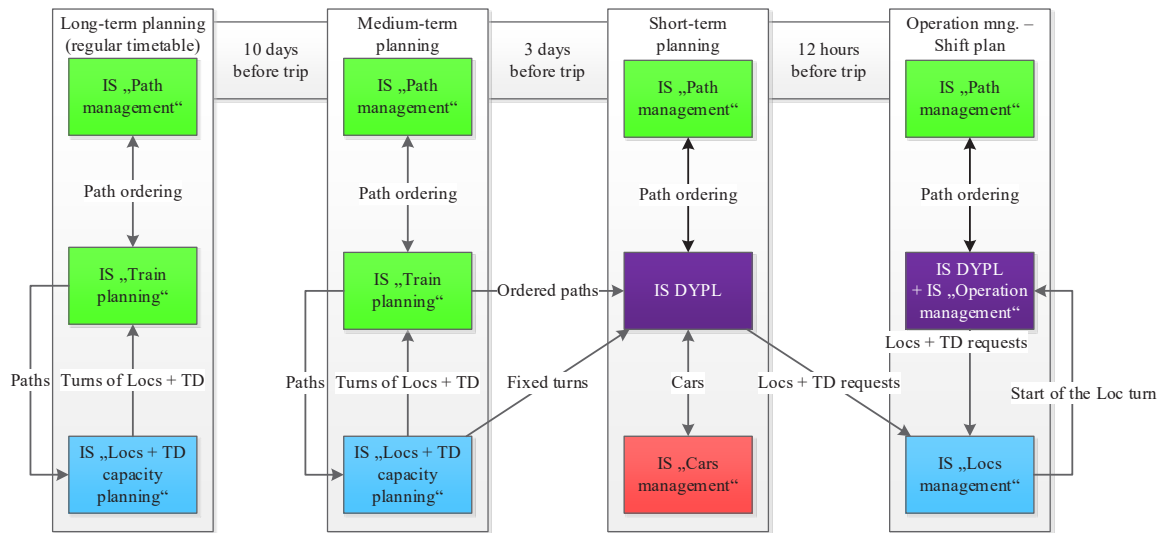 Long-term planning
(regular timetable)
10 days
before trip
Medium-term
planning
3 days
before trip
Short-term
planning
12 hours
before trip
Operation mng. –
Shift plan
IS „Path
management“
IS „Path
management“
IS „Path
management“
IS „Path
management“
Path ordering
Path ordering
Path ordering
Path ordering
IS „Train
planning“
IS „Train
planning“
Ordered paths
IS DYPL
IS DYPL
+ IS „Operation
management“
Paths
Turns of Locs + TD
Paths
Turns of Locs + TD
Fixed turns
Cars
Locs + TD requests
Locs + TD requests
Start of the Loc turn
IS „Locs + TD
capacity
planning“
IS „Locs + TD
capacity
planning“
IS „Cars
management“
IS „Locs
management“